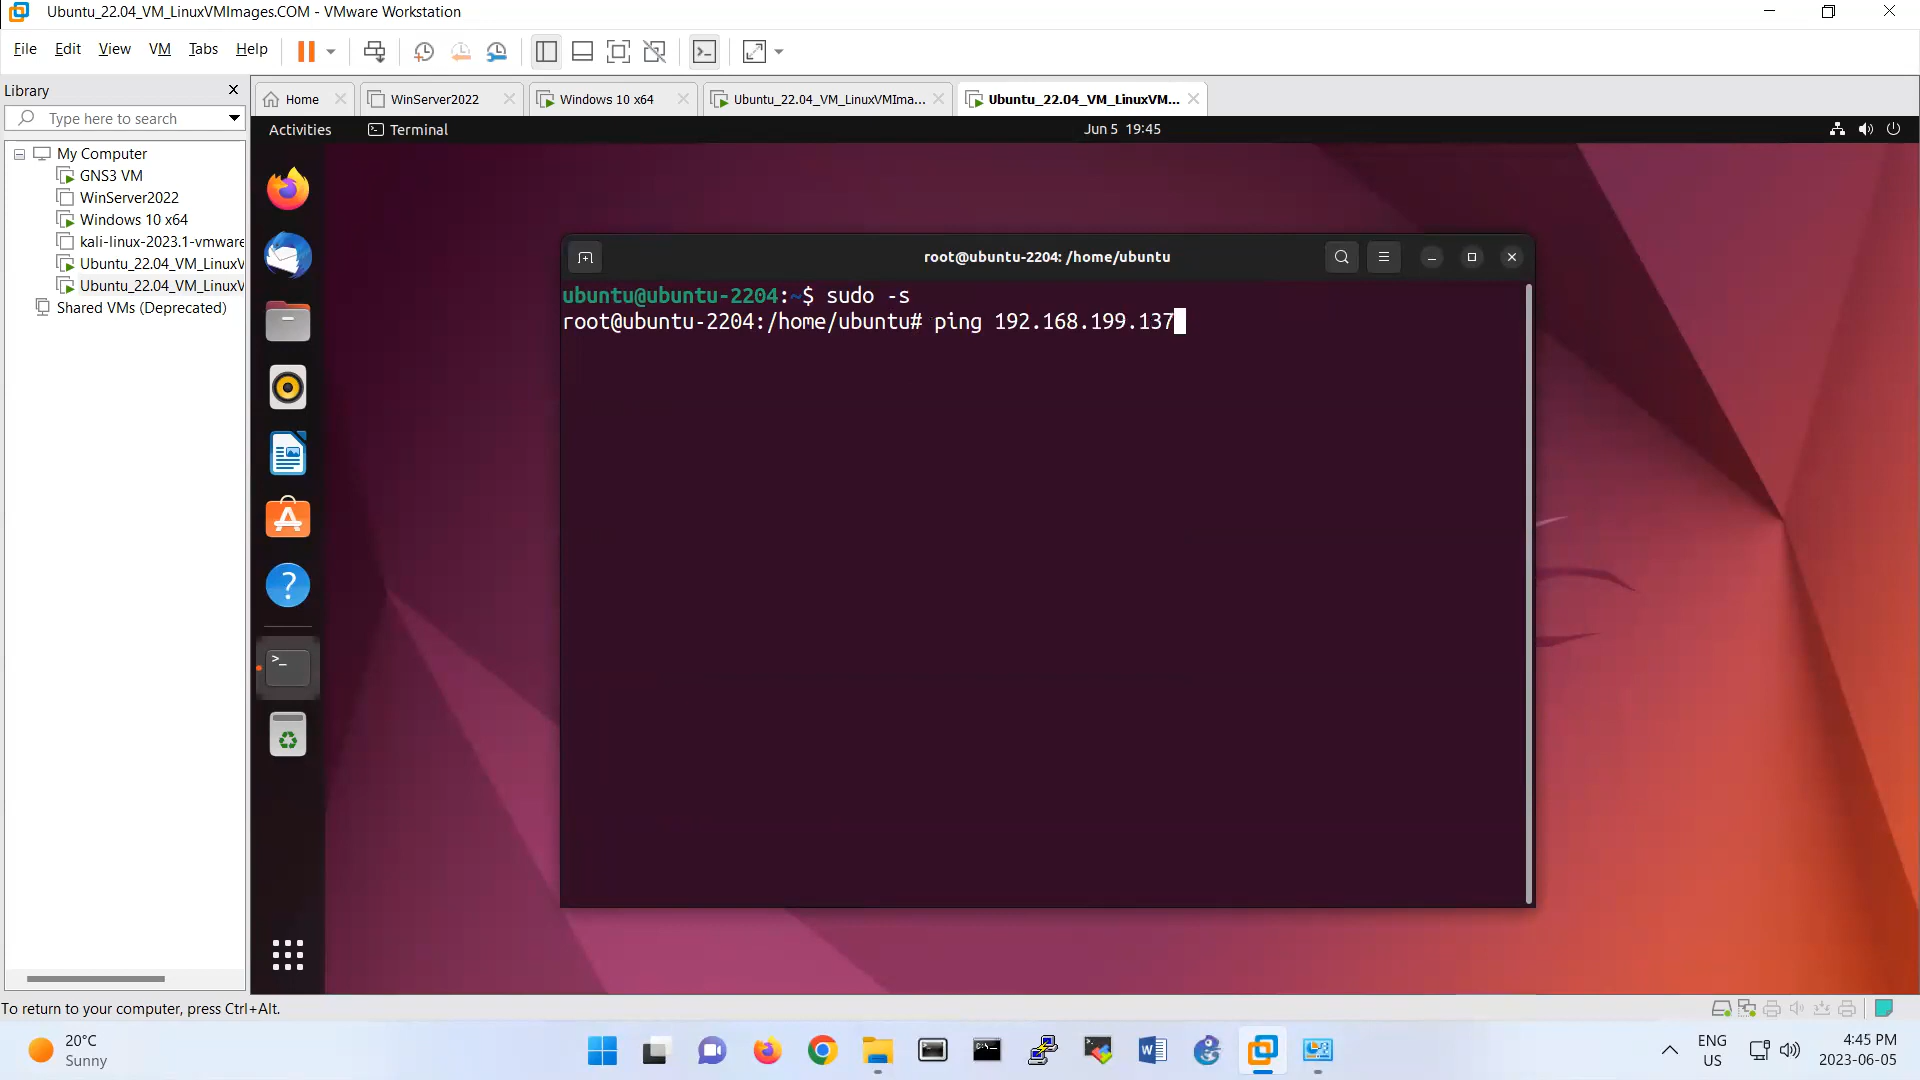 Ubuntu_22.04_VM_LinuxVMImages.COM - VMware Workstation
File Edit View VM Tabs Help
Library
Type here to search
My Computer
GNS3 VM
WinServer2022
Windows 10 x64
kali-linux-2023.1-vmware
Ubuntu_22.04_VM_LinuxV
Ubuntu_22.04_VM_LinuxV
Shared VMs (Deprecated)
Home WinServer2022 Windows 10 x64 Ubuntu_22.04_VM_LinuxVMIma... Ubuntu_22.04_VM_LinuxVM...
Activities Terminal Jun 5 19:45
root@ubuntu-2204: /home/ubuntu
ubuntu@ubuntu-2204:~$ sudo -s
root@ubuntu-2204:/home/ubuntu# ping 192.168.199.137
To return to your computer, press Ctrl+Alt.
20°C
Sunny
ENG
US
4:45 PM
2023-06-05